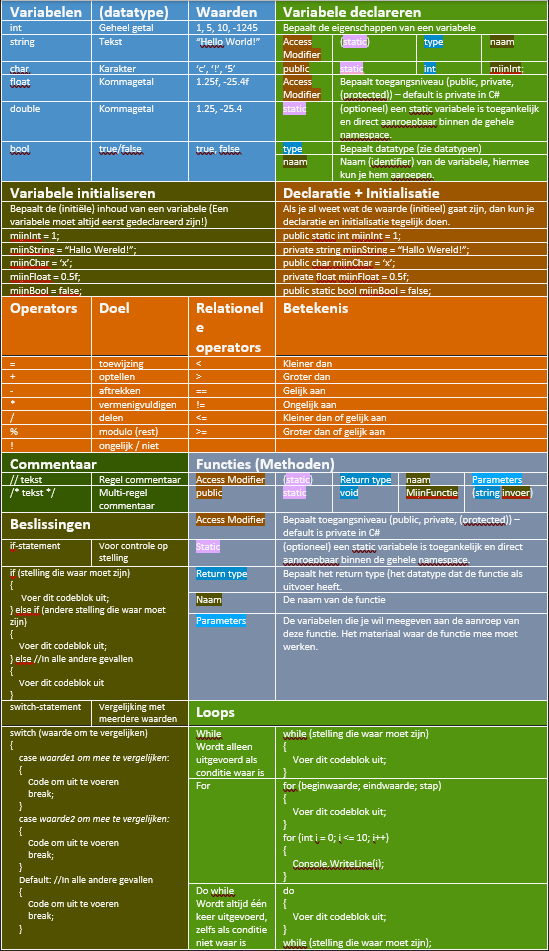 Variabelen (datatype) Waarden
int Geheel getal 1, 5, 10, -1245
string Tekst “Hello World!”
char Karakter ‘c’, ‘!’, ‘5’
float Kommagetal 1.25f, -25.4f
double Kommagetal 1.25, -25.4
bool true/false true, false
Variabele declareren
Bepaalt de eigenschappen van een variabele
Access (static) type naam
Modifier
public static int mijnInt;
Access Bepaalt toegangsniveau (public, private,
Modifier (protected)) – default is private in C#
static (optioneel) een static variabele is toegankelijk
en direct aanroepbaar binnen de gehele
namespace.
type Bepaalt datatype (zie datatypen)
naam Naam (identifier) van de variabele, hiermee
kun je hem aaroepen.
Variabele initialiseren
Bepaalt de (initiële) inhoud van een variabele (Een
variabele moet altijd eerst gedeclareerd zijn!)
mijnInt = 1;
mijnString = “Hallo Wereld!”;
mijnChar = ‘x’;
mijnFloat = 0.5f;
mijnBool = false;
Declaratie + Initialisatie
Als je al weet wat de waarde (initieel) gaat zijn, dan kun je
declaratie en initialisatie tegelijk doen.
public static int mijnInt = 1;
private string mijnString = “Hallo Wereld!”;
public char mijnChar = ‘x’;
private float mijnFloat = 0.5f;
public static bool mijnBool = false;
Operators Doel Relationel Betekenis
e
operators
= toewijzing < Kleiner dan
+ optellen > Groter dan
- aftrekken == Gelijk aan
* vermenigvuldigen != Ongelijk aan
/ delen <= Kleiner dan of gelijk aan
% modulo (rest) >= Groter dan of gelijk aan
! ongelijk / niet
Commentaar
// tekst Regel commentaar
/* tekst */ Multi-regel
commentaar
Functies (Methoden)
Access Modifier (static) Return type naam Parameters
public static void MijnFunctie (string invoer)
Access Modifier Bepaalt toegangsniveau (public, private, (protected)) –
default is private in C#
Static (optioneel) een static variabele is toegankelijk en direct
aanroepbaar binnen de gehele namespace.
Return type Bepaalt het return type (het datatype dat de functie als
uitvoer heeft.
Naam De naam van de functie
Parameters De variabelen die je wil meegeven aan de aanroep van
deze functie. Het materiaal waar de functie mee moet
werken.
Beslissingen
if-statement Voor controle op
stelling
if (stelling die waar moet zijn)
{
Voer dit codeblok uit;
} else if (andere stelling die waar moet
zijn)
{
Voer dit codeblok uit;
} else //In alle andere gevallen
{
Voer dit codeblok uit
}
switch-statement Vergelijking met
meerdere waarden
switch (waarde om te vergelijken)
{
case waarde1 om mee te vergelijken:
{
Code om uit te voeren
break;
}
case waarde2 om mee te vergelijken:
{
Code om uit te voeren
break;
}
Default: //In alle andere gevallen
{
Code om uit te voeren
break;
}
Loops
While while (stelling die waar moet zijn)
Wordt alleen {
uitgevoerd als Voer dit codeblok uit;
conditie waar is }
For for (beginwaarde; eindwaarde; stap)
{
Voer dit codeblok uit;
}
for (int i = 0; i <= 10; i++)
{
Console.WriteLine(i);
}
Do while do
Wordt altijd één {
keer uitgevoerd, Voer dit codeblok uit;
zelfs als conditie }
niet waar is while (stelling die waar moet zijn);